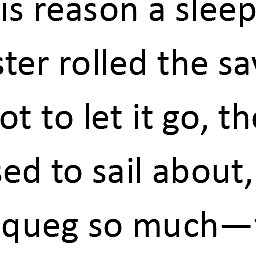 is reason a sleep
ster rolled the sav
ot to let it go, the
sed to sail about,
queg so much—